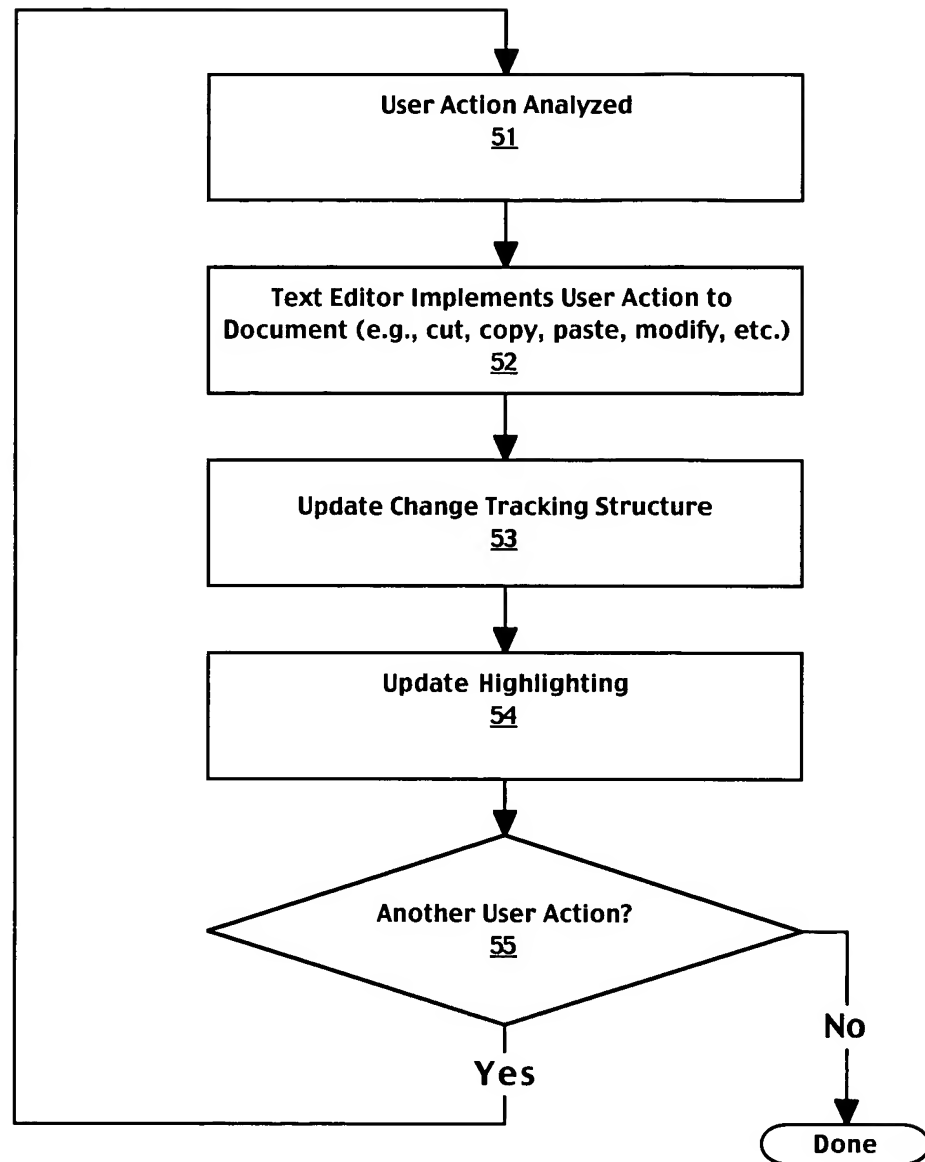 User Action Analyzed
51
Text Editor Implements User Action to
Document (e.g., cut, copy, paste, modify, etc.)
52
Update Change Tracking Structure
53
Update Highlighting
54
Another User Action?
55
No
Yes
Done